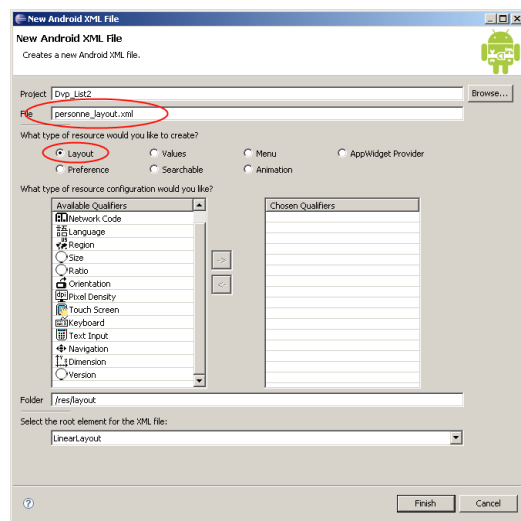 New Android XML File
New Android XML File
Creates a new Android XML file.
Project Dvp_List2 Browse...
File personne_layout.xml
What type of resource would you like to create?
Layout Values Menu AppWidget Provider
Preference Searchable Animation
What type of resource configuration would you like?
Available Qualifiers Chosen Qualifiers
Network Code
Language
Region
Size
Ratio
-> 
Orientation
<-
Pixel Density
Touch Screen
Keyboard
Text Input
Navigation
Dimension
Version
Folder /res/layout
Select the root element for the XML file:
LinearLayout
? Finish Cancel